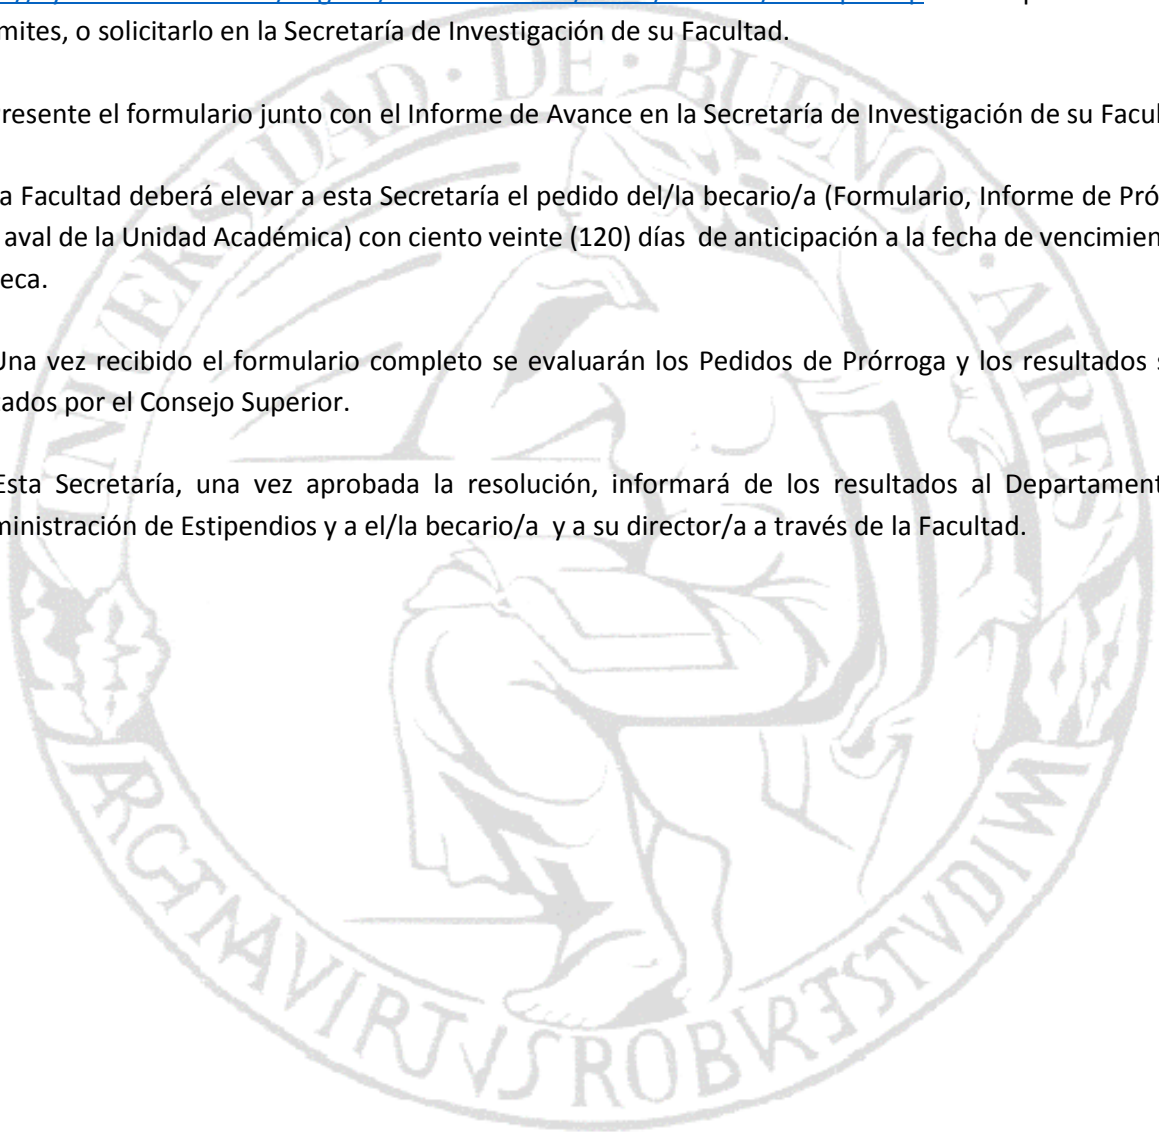 mites, o solicitarlo en la Secretaría de Investigación de su Facultad.
resente el formulario junto con el Informe de Avance en la Secretaría de Investigación de su Facul
a Facultad deberá elevar a esta Secretaría el pedido del/la becario/a (Formulario, Informe de Pró
aval de la Unidad Académica) con ciento veinte (120) días de anticipación a la fecha de vencimien
eca.
Una vez recibido el formulario completo se evaluarán los Pedidos de Prórroga y los resultados s
ados por el Consejo Superior.
Esta Secretaría, una vez aprobada la resolución, informará de los resultados al Departament
ministración de Estipendios y a el/la becario/a y a su director/a a través de la Facultad.
UNIVERSIDAD · DE · BUENOS · AIRES
ARGTNAVIRTVSROBVRETSTVDIVM